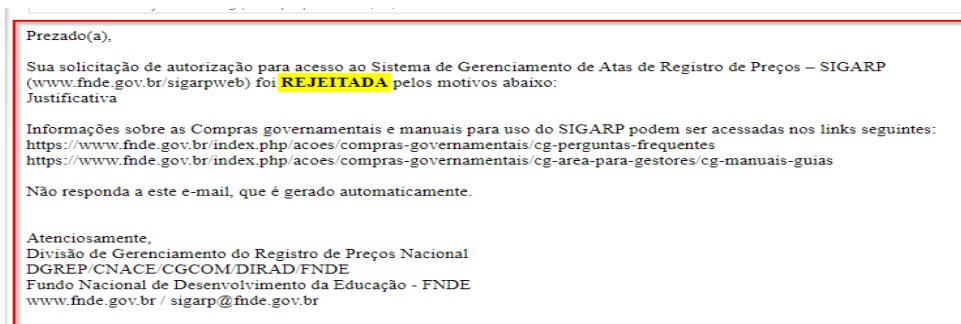 Prezado(a),
Sua solicitação de autorização para acesso ao Sistema de Gerenciamento de Atas de Registro de Preços – SIGARP
(www.fnde.gov.br/sigarpweb) foi REJEITADA pelos motivos abaixo:
Justificativa
Informações sobre as Compras governamentais e manuais para uso do SIGARP podem ser acessadas nos links seguintes:
https://www.fnde.gov.br/index.php/acoes/compras-governamentais/cg-perguntas-frequentes
https://www.fnde.gov.br/index.php/acoes/compras-governamentais/cg-area-para-gestores/cg-manuais-guias
Não responda a este e-mail, que é gerado automaticamente.
Atenciosamente,
Divisão de Gerenciamento do Registro de Preços Nacional
DGREP/CNACE/CGCOM/DIRAD/FNDE
Fundo Nacional de Desenvolvimento da Educação - FNDE
www.fnde.gov.br / sigarp@fnde.gov.br